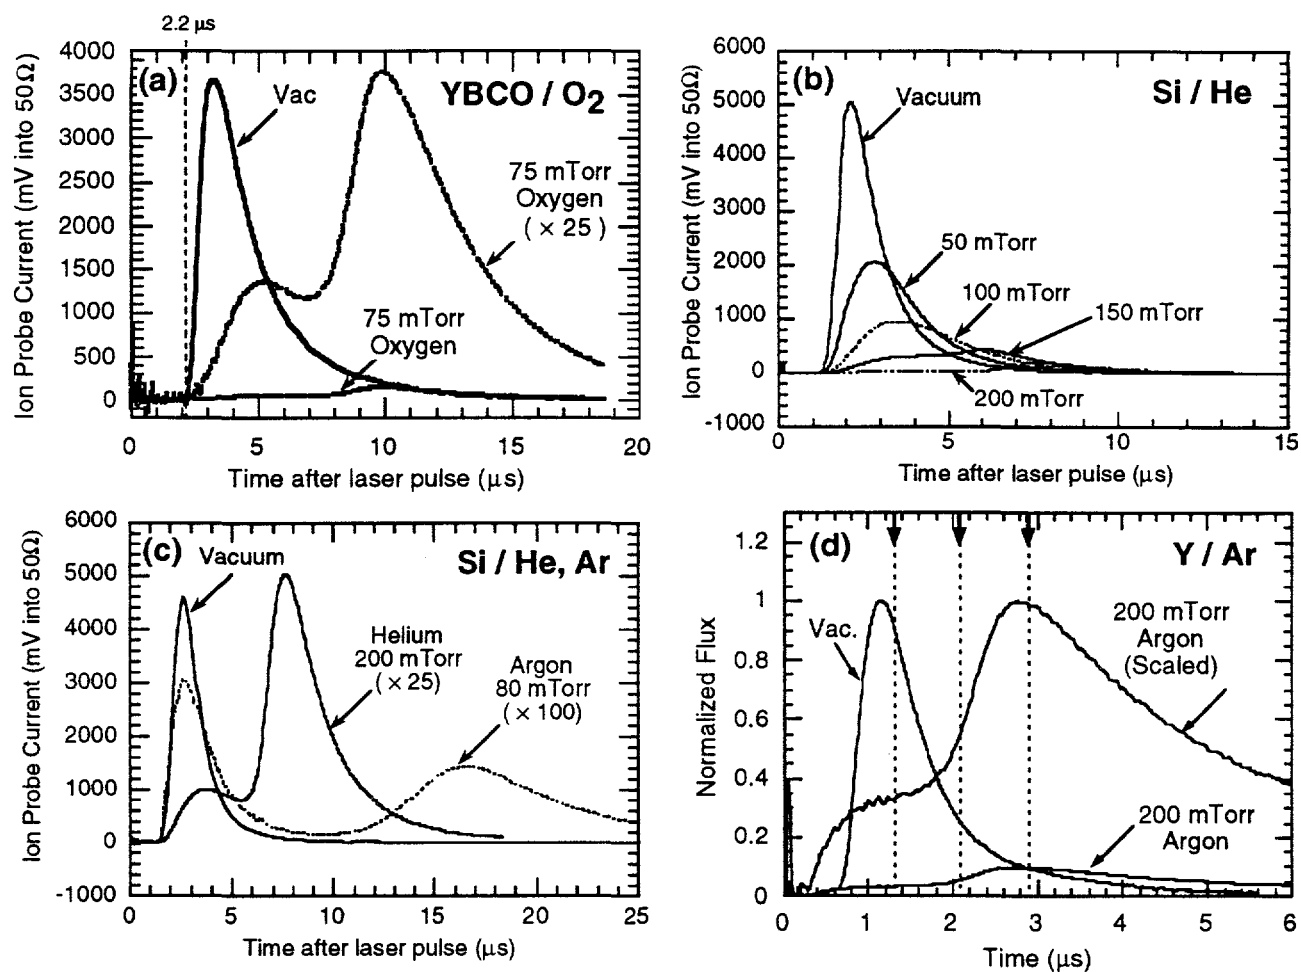 2.2 μs
(a)
YBCO / O2
Vac
75 mTorr
Oxygen
( × 25 )
75 mTorr
Oxygen
4000
3500
3000
2500
2000
1500
1000
500
0
0 5 10 15 20
Ion Probe Current (mV into 50Ω)
Time after laser pulse (μs)
(b)
Si / He
Vacuum
50 mTorr
100 mTorr
150 mTorr
200 mTorr
6000
5000
4000
3000
2000
1000
0
-1000
0 5 10 15
Ion Probe Current (mV into 50Ω)
Time after laser pulse (μs)
(c)
Si / He, Ar
Vacuum
Helium
200 mTorr
( × 25)
Argon
80 mTorr
( × 100)
6000
5000
4000
3000
2000
1000
0
-1000
0 5 10 15 20 25
Ion Probe Current (mV into 50Ω)
Time after laser pulse (μs)
(d)
Y / Ar
Vac.
200 mTorr
Argon
(Scaled)
200 mTorr
Argon
1.2
1
0.8
0.6
0.4
0.2
0
0 1 2 3 4 5 6
Normalized Flux
Time (μs)